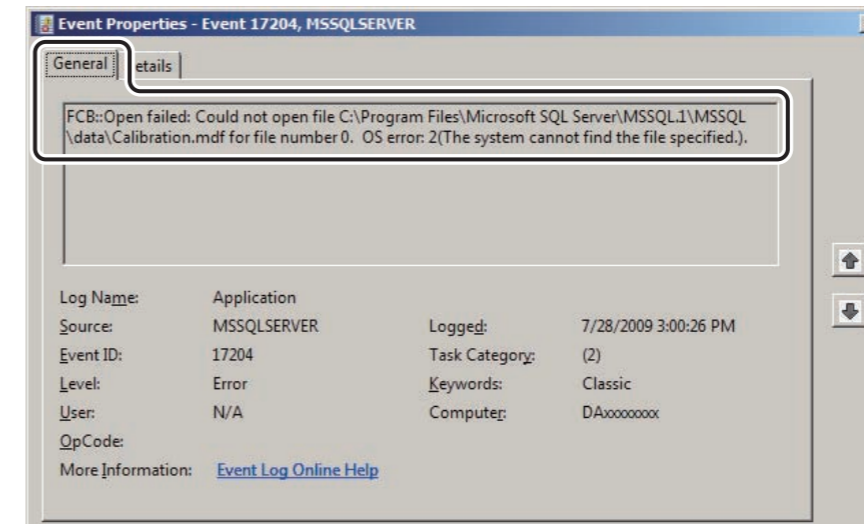 Event Properties - Event 17204, MSSQLSERVER
General etails
FCB::Open failed: Could not open file C:\Program Files\Microsoft SQL Server\MSSQL.1\MSSQL
\data\Calibration.mdf for file number 0. OS error: 2(The system cannot find the file specified.).
Log Name: Application
Source: MSSQLSERVER Logged: 7/28/2009 3:00:26 PM
Event ID: 17204 Task Category: (2)
Level: Error Keywords: Classic
User: N/A Computer: DAxxxxxxxx
OpCode:
More Information: Event Log Online Help